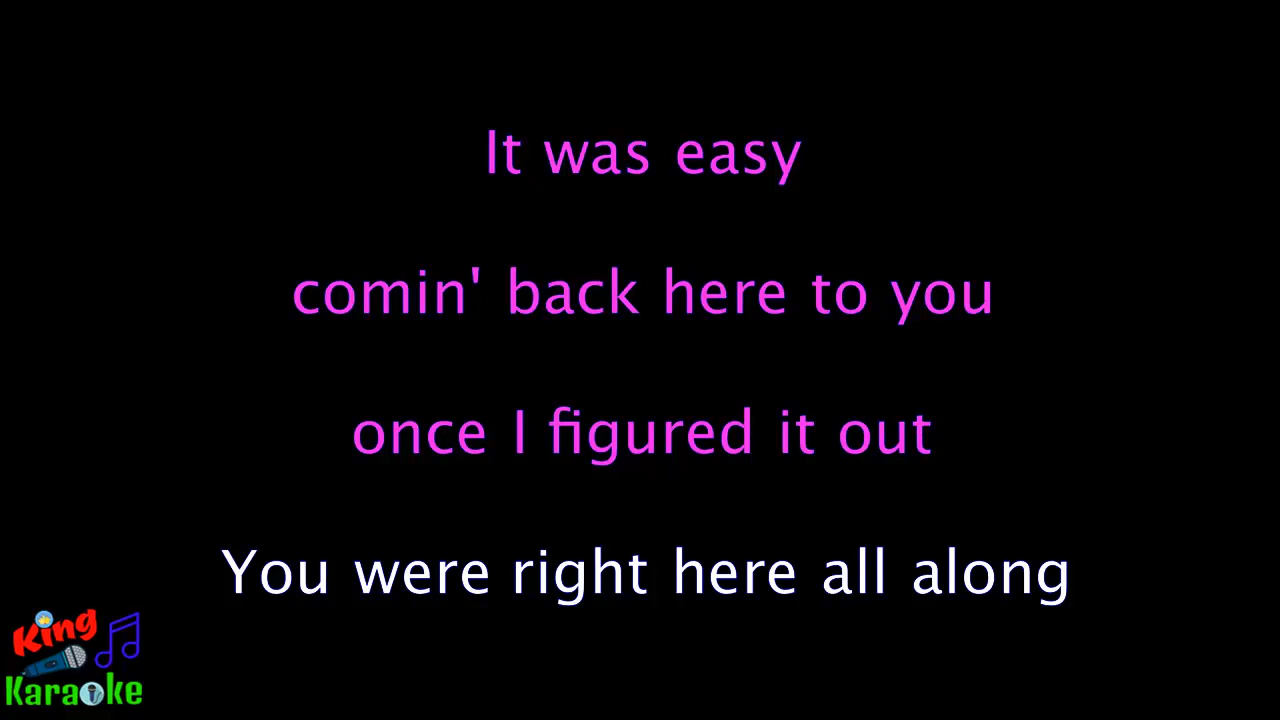 It was easy
comin' back here to you
once I figured it out
You were right here all along
King
Karaoke